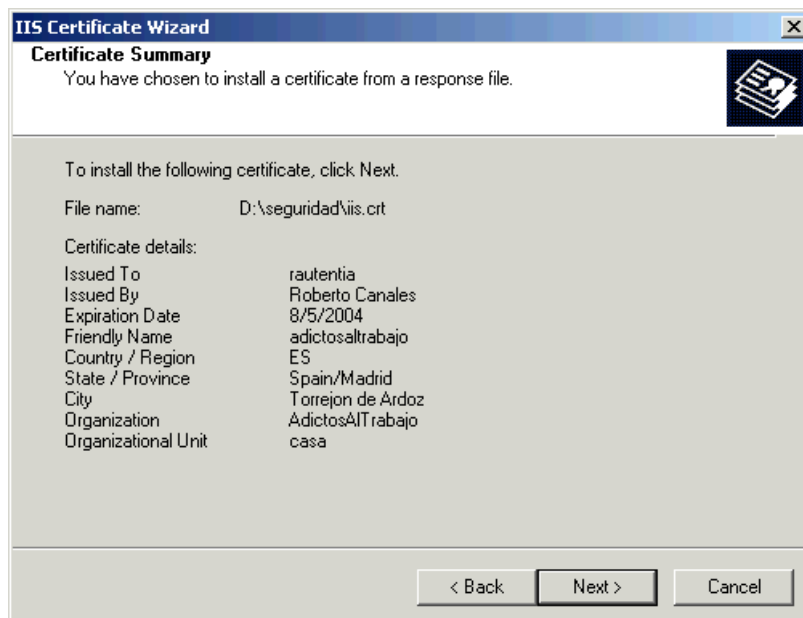 IIS Certificate Wizard
Certificate Summary
You have chosen to install a certificate from a response file.
To install the following certificate, click Next.
File name: D:\seguridad\iis.crt
Certificate details:
Issued To rautentia
Issued By Roberto Canales
Expiration Date 8/5/2004
Friendly Name adictosaltrabajo
Country / Region ES
State / Province Spain/Madrid
City Torrejon de Ardoz
Organization AdictosAlTrabajo
Organizational Unit casa
< Back Next > Cancel